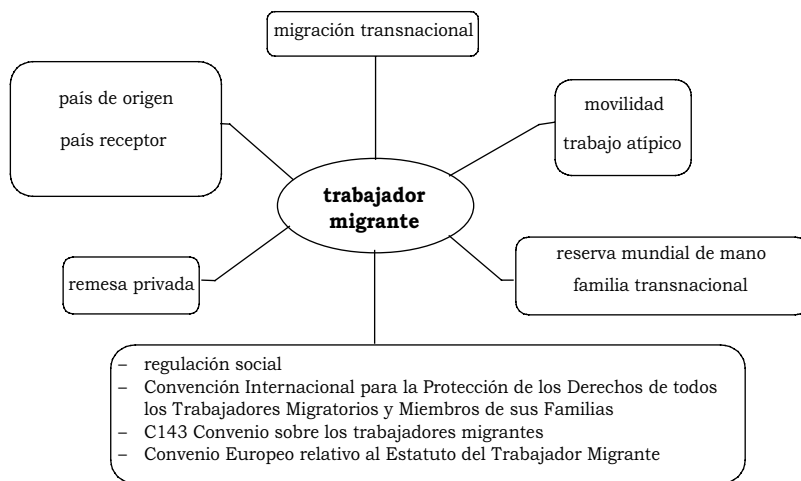 migración transnacional
país de origen
país receptor
movilidad
trabajo atípico
trabajador
migrante
remesa privada
reserva mundial de mano
familia transnacional
– regulación social
– Convención Internacional para la Protección de los Derechos de todos
los Trabajadores Migratorios y Miembros de sus Familias
– C143 Convenio sobre los trabajadores migrantes
– Convenio Europeo relativo al Estatuto del Trabajador Migrante